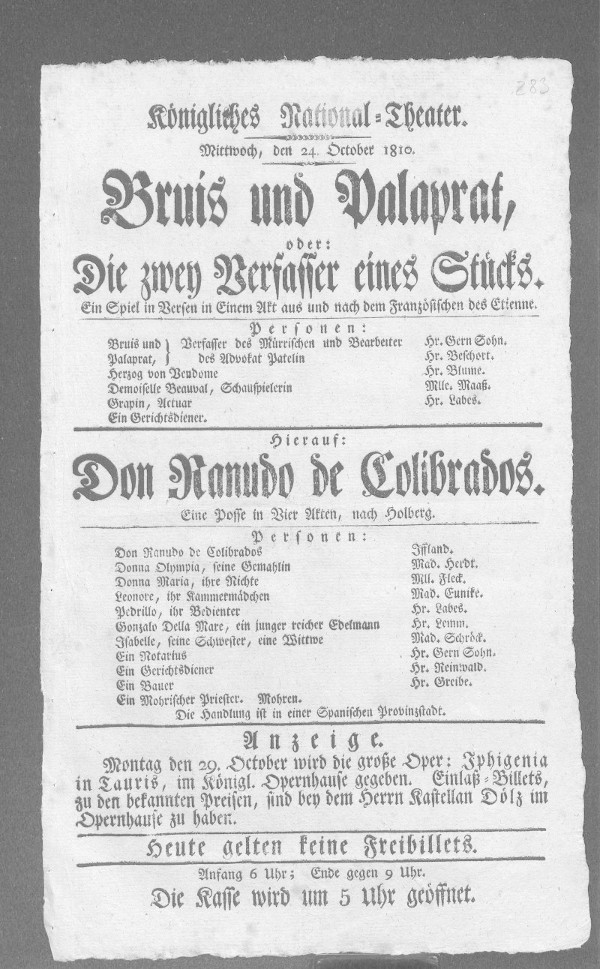 283
Königliches National-Theater.
Mittwoch, den 24. October 1810.
Bruis und Palaprat,
oder:
Die zwey Verfasser eines Stücks.
Ein Spiel in Versen in Einem Akt aus und nach dem Französischen des Etienne.
Personen:
Bruis und } Verfasser des Mürrischen und Bearbeiter Hr. Gern Sohn.
Palaprat, } des Advokat Patelin Hr. Beschort.
Herzog von Vendome Hr. Blume.
Demoiselle Beauval, Schauspielerin Mlle. Maaß.
Grapin, Actuar Hr. Labes.
Ein Gerichtsdiener.
Hierauf:
Don Ranudo de Colibrados.
Eine Posse in Vier Akten, nach Holberg.
Personen:
Don Ranudo de Colibrados Iffland.
Donna Olympia, seine Gemahlin Mad. Herdt.
Donna Maria, ihre Nichte Mll. Fleck.
Leonore, ihr Kammermädchen Mad. Eunike.
Pedrillo, ihr Bedienter Hr. Labes.
Gonzalo Della Mare, ein junger reicher Edelmann Hr. Lemm.
Isabelle, seine Schwester, eine Wittwe Mad. Schröck.
Ein Notarius Hr. Gern Sohn.
Ein Gerichtsdiener Hr. Reinwald.
Ein Bauer Hr. Greibe.
Ein Mohrischer Priester. Mohren.
Die Handlung ist in einer Spanischen Provinzstadt.
Anzeige.
Montag den 29. October wird die große Oper: Iphigenia
in Tauris, im Königl. Opernhause gegeben. Einlaß-Billets,
zu den bekannten Preisen, sind bey dem Herrn Kastellan Dölz im
Opernhause zu haben.
Heute gelten keine Freibillets.
Anfang 6 Uhr; Ende gegen 9 Uhr.
Die Kasse wird um 5 Uhr geöffnet.